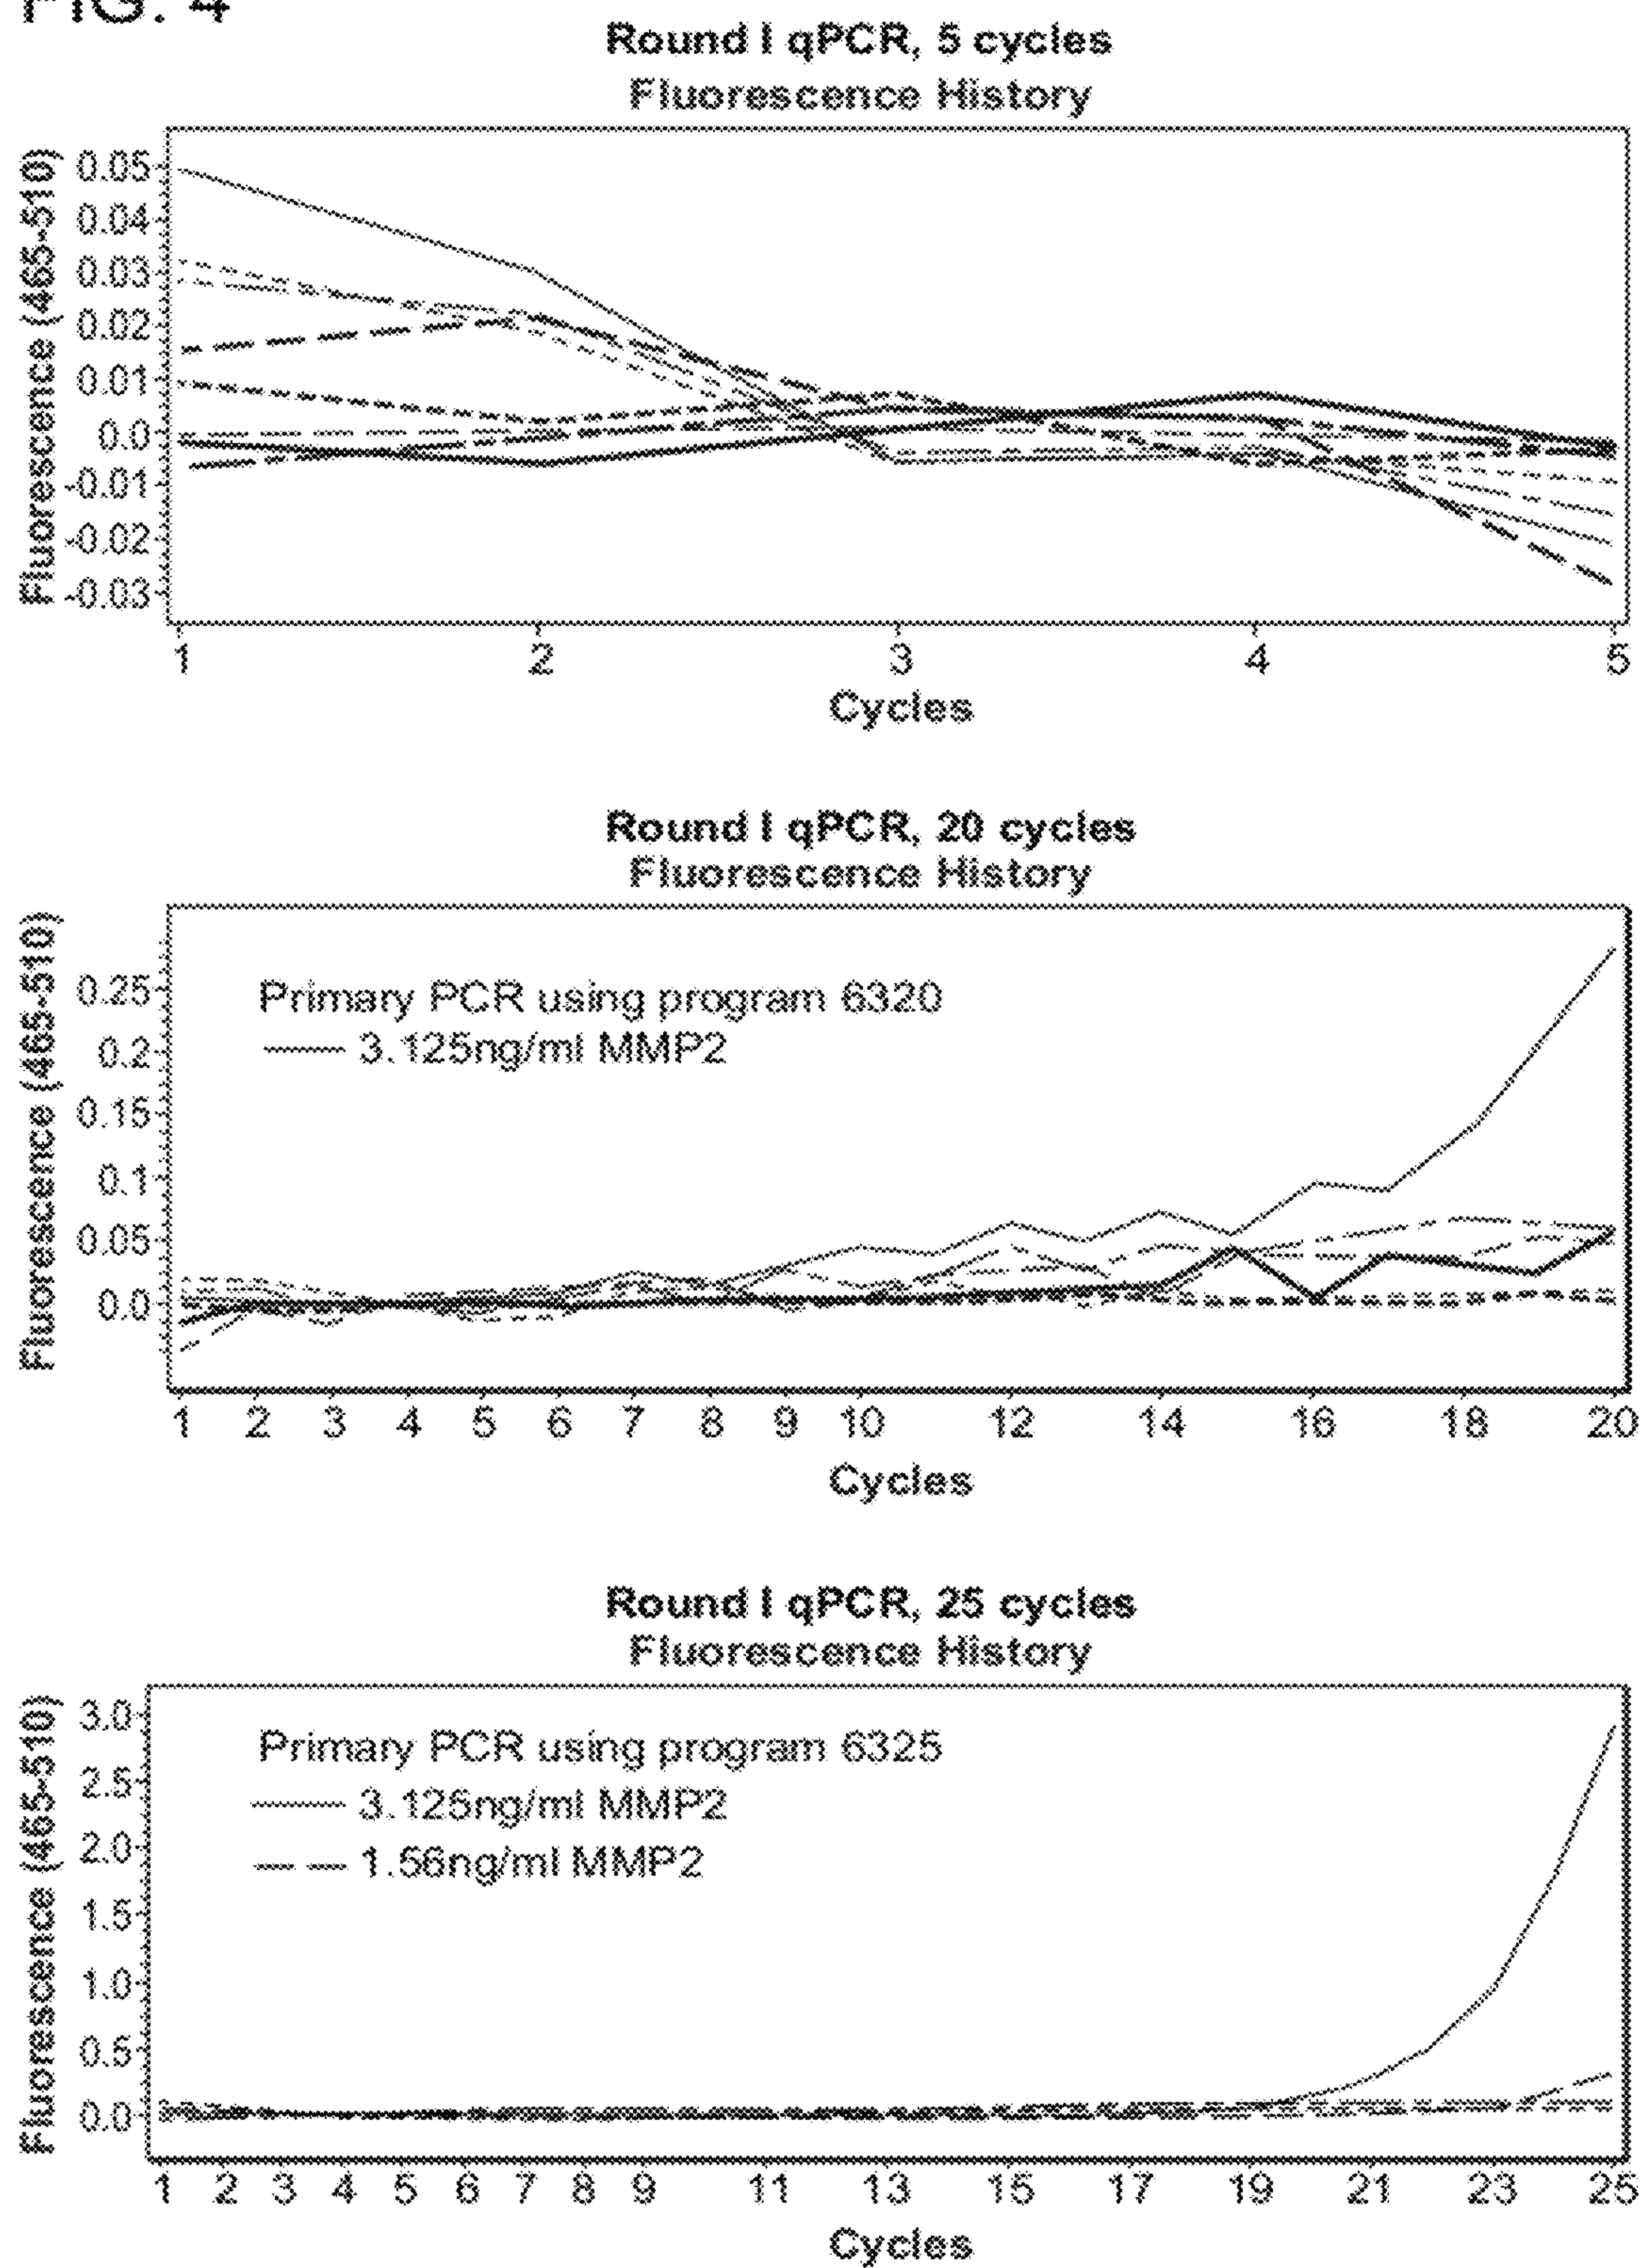 FIG. 4
Round I qPCR, 5 cycles
Fluorescence History
Fluorescence (465-510)
0.05
0.04
0.03
0.02
0.01
0.0
-0.01
-0.02
-0.03
1 2 3 4 5
Cycles
Round I qPCR, 20 cycles
Fluorescence History
Fluorescence (465-510)
0.25
0.2
0.15
0.1
0.05
0.0
Primary PCR using program 6320
3.125ng/ml MMP2
1 2 3 4 5 6 7 8 9 10 12 14 16 18 20
Cycles
Round I qPCR, 25 cycles
Fluorescence History
Fluorescence (465-510)
3.0
2.5
2.0
1.5
1.0
0.5
0.0
Primary PCR using program 6325
3.125ng/ml MMP2
1.56ng/ml MMP2
1 2 3 4 5 6 7 8 9 11 13 15 17 19 21 23 25
Cycles